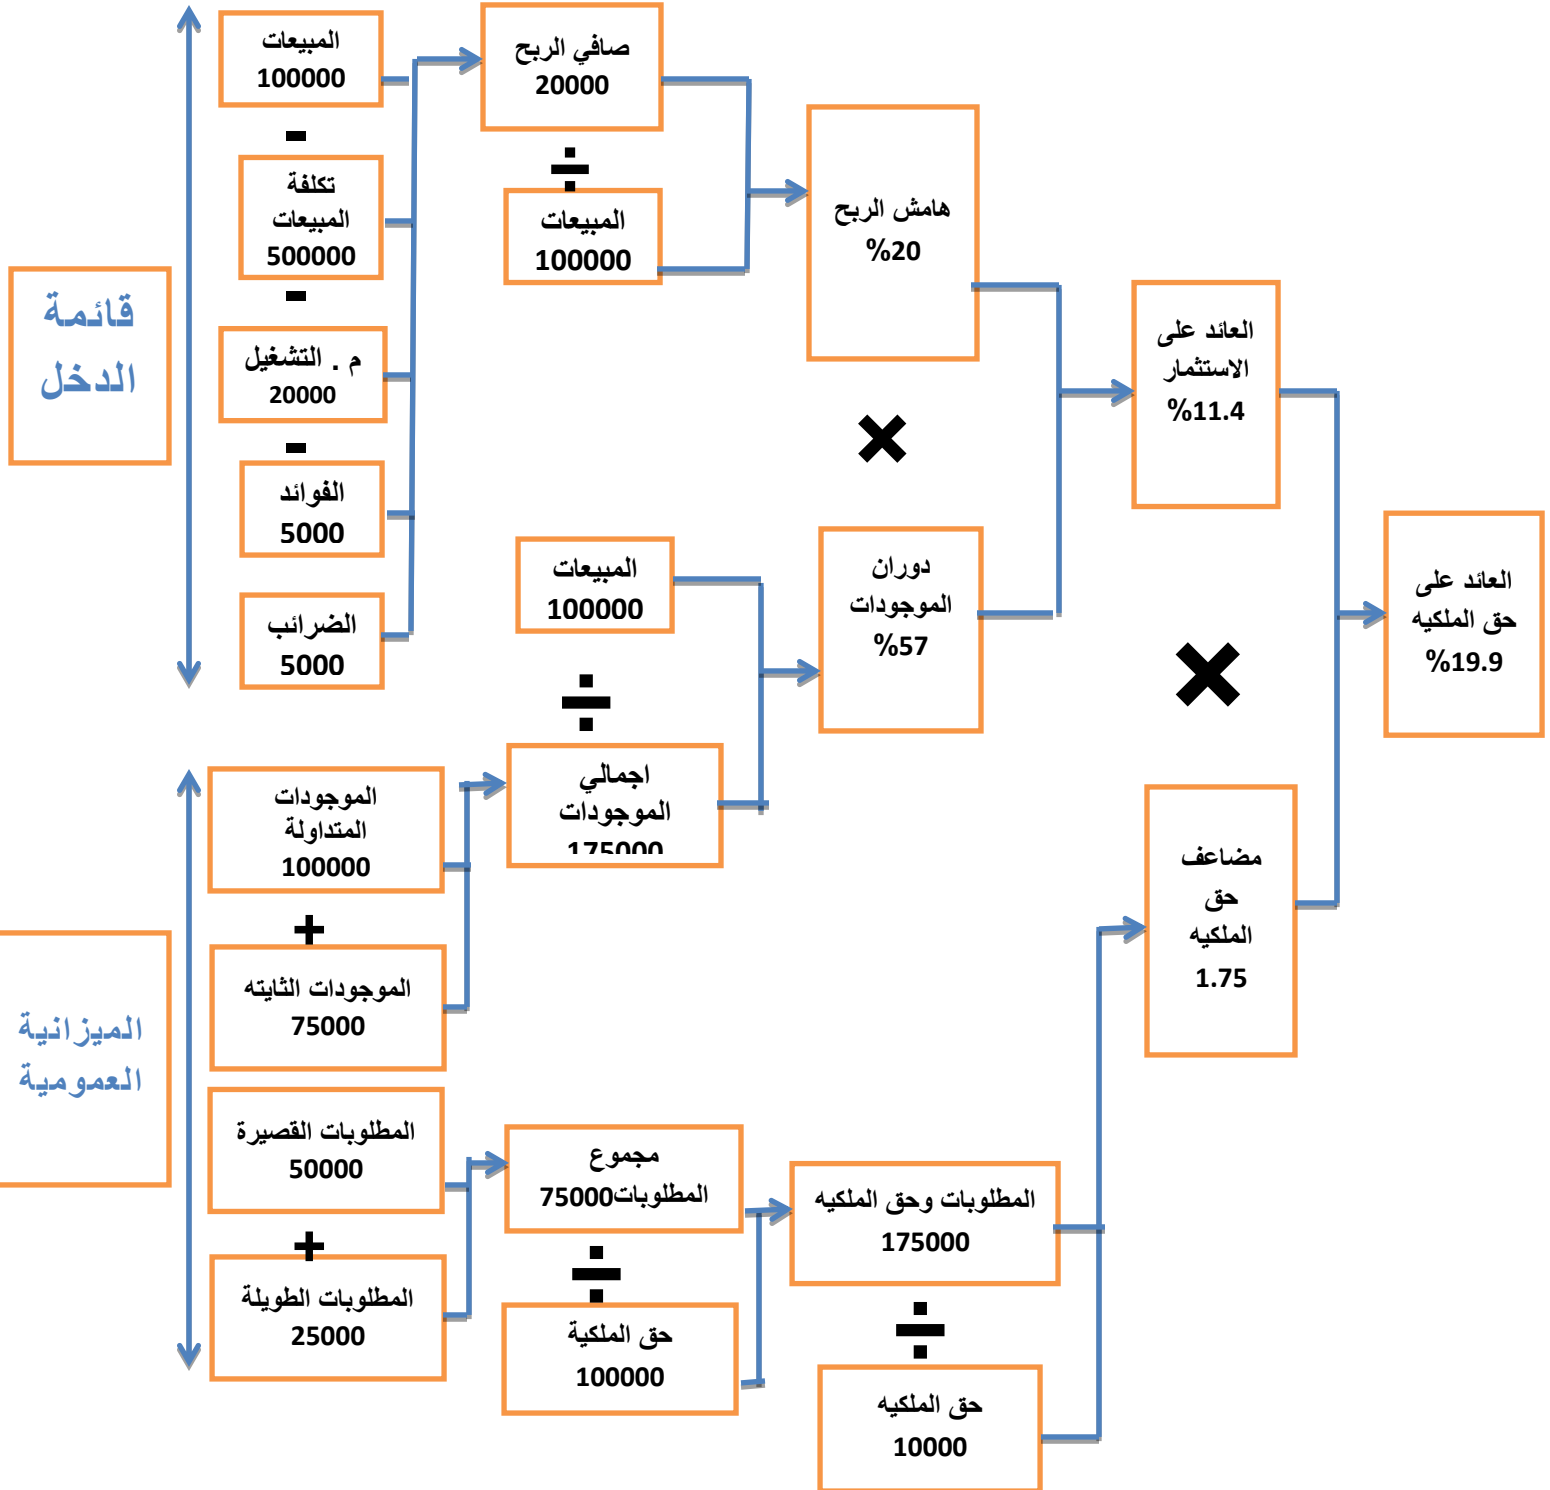 المبيعات
100000
-
تكلفة
المبيعات
500000
-
م . التشغيل
20000
-
الفوائد
5000
الضرائب
5000
قائمة
الدخل
صافي الربح
20000
÷
المبيعات
100000
هامش الربح
%20
×
المبيعات
100000
÷
اجمالي
الموجودات
175000
دوران
الموجودات
%57
العائد على
الاستثمار
%11.4
×
العائد على
حق الملكيه
%19.9
الموجودات
المتداولة
100000
+
الموجودات الثايته
75000
الميزانية
العمومية
المطلوبات القصيرة
50000
+
المطلوبات الطويلة
25000
مجموع
المطلوبات75000
÷
حق الملكية
100000
المطلوبات وحق الملكيه
175000
÷
حق الملكيه
10000
مضاعف
حق
الملكيه
1.75